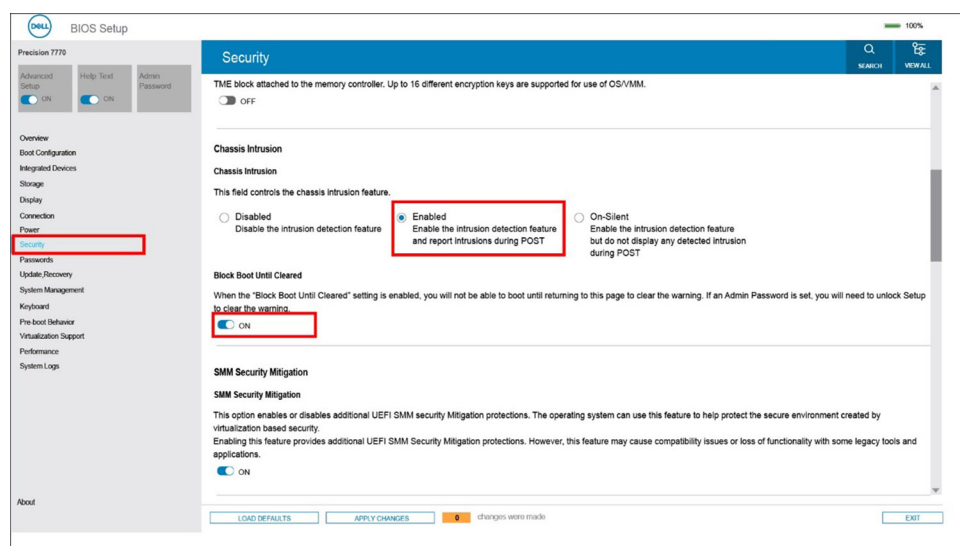 DELL
BIOS Setup
100%
Precision 7770
Advanced Setup
ON
Help Text
ON
Admin Password
Overview
Boot Configuration
Integrated Devices
Storage
Display
Connection
Power
Security
Passwords
Update,Recovery
System Management
Keyboard
Pre-boot Behavior
Virtualization Support
Performance
System Logs
About
Security
SEARCH
VIEW ALL
TME block attached to the memory controller. Up to 16 different encryption keys are supported for use of OS/VMM.
OFF
Chassis Intrusion
Chassis Intrusion
This field controls the chassis intrusion feature.
Disabled
Disable the intrusion detection feature
Enabled
Enable the intrusion detection feature
and report intrusions during POST
On-Silent
Enable the intrusion detection feature
but do not display any detected intrusion
during POST
Block Boot Until Cleared
When the "Block Boot Until Cleared" setting is enabled, you will not be able to boot until returning to this page to clear the warning. If an Admin Password is set, you will need to unlock Setup
to clear the warning.
ON
SMM Security Mitigation
SMM Security Mitigation
This option enables or disables additional UEFI SMM security Mitigation protections. The operating system can use this feature to help protect the secure environment created by
virtualization based security.
Enabling this feature provides additional UEFI SMM Security Mitigation protections. However, this feature may cause compatibility issues or loss of functionality with some legacy tools and
applications.
ON
LOAD DEFAULTS
APPLY CHANGES
0
changes were made
EXIT